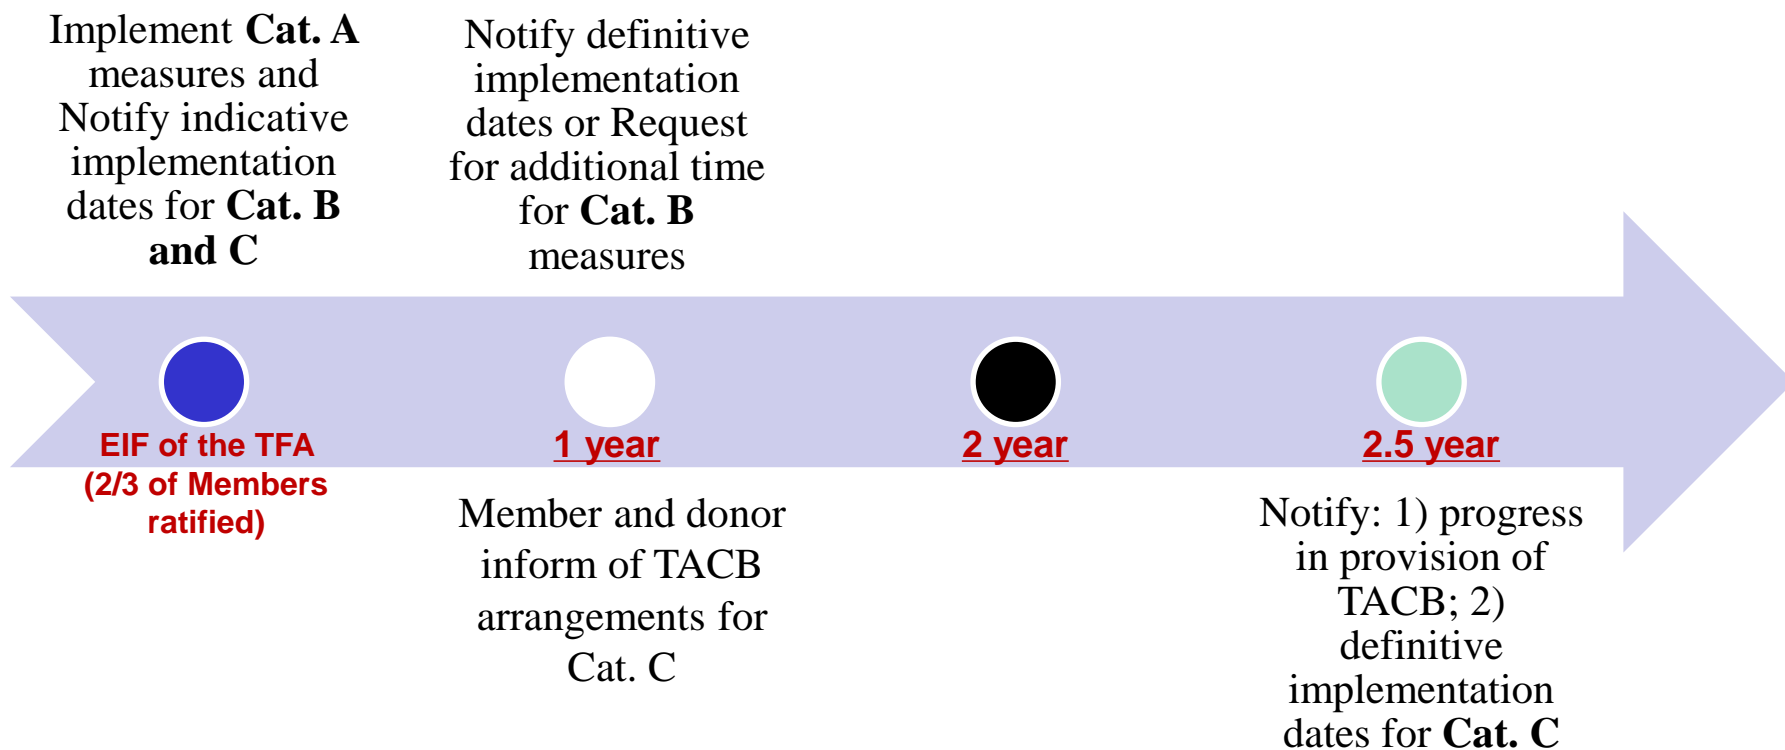 Implement Cat. A
measures and
Notify indicative
implementation
dates for Cat. B
and C
Notify definitive
implementation
dates or Request
for additional time
for Cat. B
measures
EIF of the TFA
(2/3 of Members
ratified)
1 year
2 year
2.5 year
Member and donor
inform of TACB
arrangements for
Cat. C
Notify: 1) progress
in provision of
TACB; 2)
definitive
implementation
dates for Cat. C